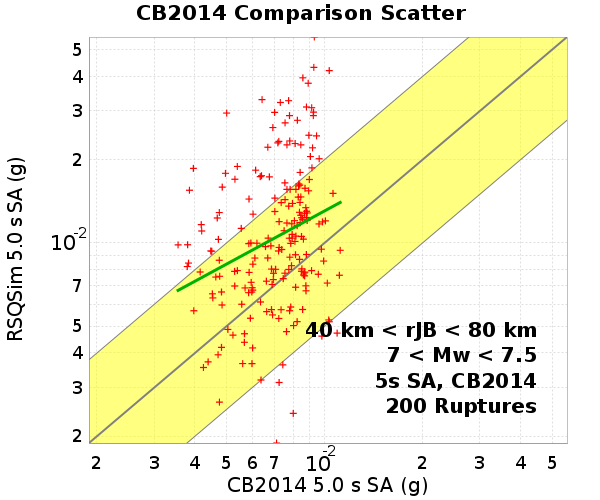 CB2014 Comparison Scatter
5
4
3
2
10-2
7
5
4
3
2
RSQSim 5.0 s SA (g)
40 km < rJB < 80 km
7 < Mw < 7.5
5s SA, CB2014
200 Ruptures
2 3 4 5 6 7 10-2 2 3 4 5
CB2014 5.0 s SA (g)